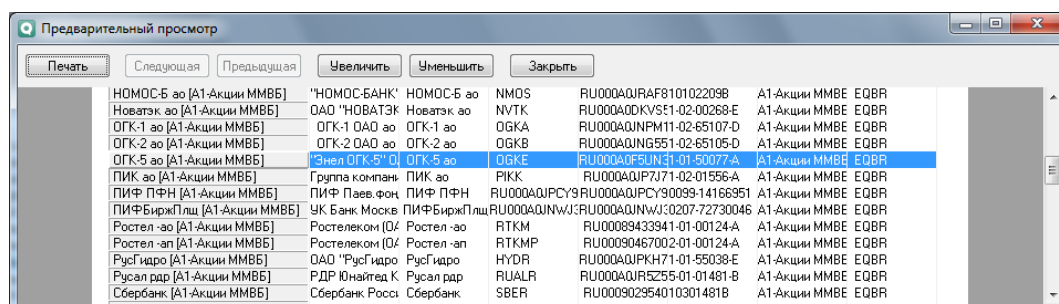 Предварительный просмотр
Печать Следующая Предыдущая Увеличить Уменьшить Закрыть
НОМОС-Б ао [А1-Акции ММВБ] "НОМОС-БАНК" НОМОС-Б ао NMOS RU000A0JRAF810102209B А1-Акции ММВЕ EQBR
Новатэк ао [А1-Акции ММВБ] ОАО "НОВАТЭК Новатэк ао NVTK RU000A0DKVS51-02-00268-E А1-Акции ММВЕ EQBR
ОГК-1 ао [А1-Акции ММВБ] ОГК-1 ОАО ао ОГК-1 ао OGKA RU000A0JNPM11-02-65107-D А1-Акции ММВЕ EQBR
ОГК-2 ао [А1-Акции ММВБ] ОГК-2 ОАО ао ОГК-2 ао OGKB RU000A0JNG551-02-65105-D А1-Акции ММВЕ EQBR
ОГК-5 ао [А1-Акции ММВБ] "Энел ОГК-5" О, ОГК-5 ао OGKE RU000A0F5UN31-01-50077-A А1-Акции ММВЕ EQBR
ПИК ао [А1-Акции ММВБ] Группа компани ПИК ао PIKK RU000A0JP7J71-02-01556-A А1-Акции ММВЕ EQBR
ПИФ ПФН [А1-Акции ММВБ] ПИФ Паев.фон, ПИФ ПФН RU000A0JPCY9RU000A0JPCY90099-14166951 А1-Акции ММВЕ EQBR
ПИФБиржПлщ [А1-Акции ММВБ] УК Банк Москв ПИФБиржПлщ RU000A0JNWJ3RU000A0JNWJ30207-72730046 А1-Акции ММВЕ EQBR
Ростел -ао [А1-Акции ММВБ] Ростелеком (ОА Ростел -ао RTKM RU00089433941-01-00124-A А1-Акции ММВЕ EQBR
Ростел -ап [А1-Акции ММВБ] Ростелеком (ОА Ростел -ап RTKMP RU00090467002-01-00124-A А1-Акции ММВЕ EQBR
РусГидро [А1-Акции ММВБ] ОАО "РусГидро РусГидро HYDR RU000A0JPKH71-01-55038-E А1-Акции ММВЕ EQBR
Русал рдр [А1-Акции ММВБ] РДР Юнайтед К Русал рдр RUALR RU000A0JR5Z55-01-01481-B А1-Акции ММВЕ EQBR
Сбербанк [А1-Акции ММВБ] Сбербанк Росси Сбербанк SBER RU000902954010301481B А1-Акции ММВЕ EQBR